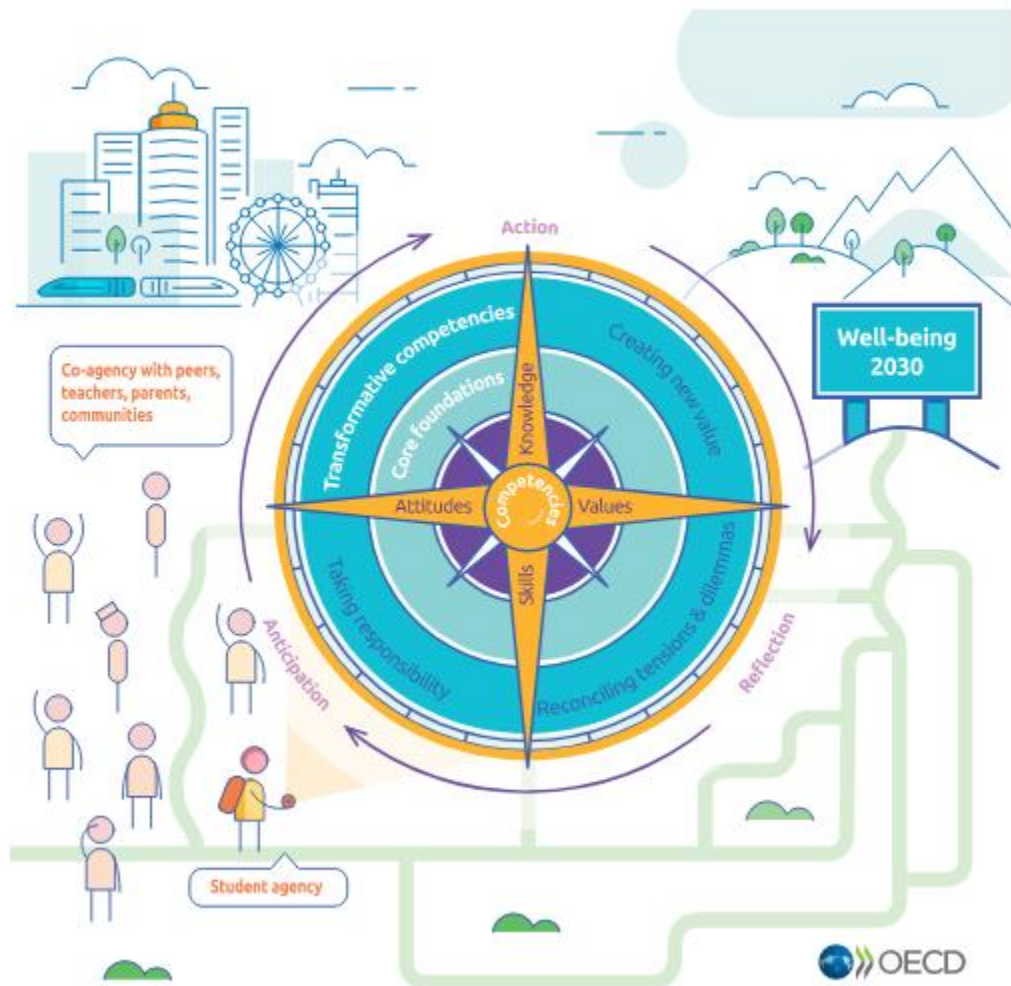 Action
Transformative competencies
Creating new value
Well-being
2030
Co-agency with peers,
teachers, parents,
communities
Core foundations
Knowledge
Attitudes
Competencies
Values
Skills
Taking responsibility
Reconciling tensions & dilemmas
Anticipation
Reflection
Student agency
OECD